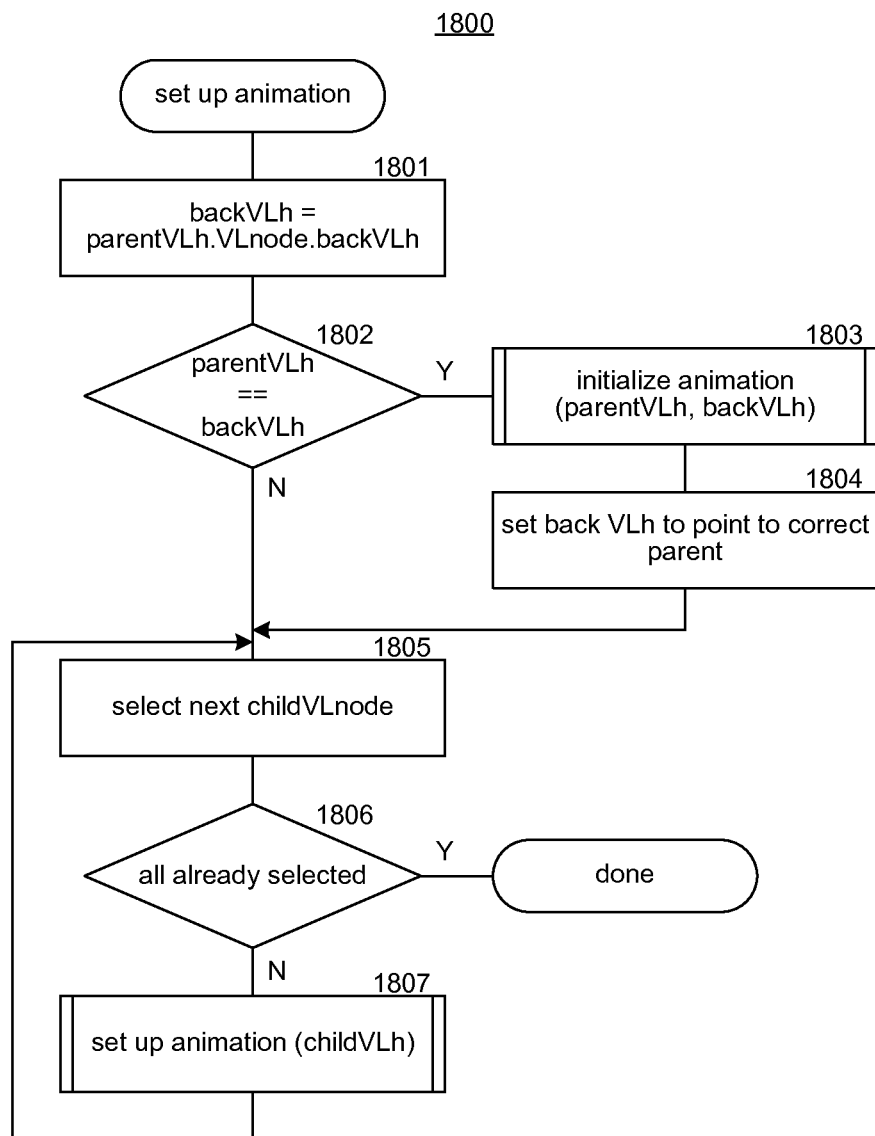 1800
set up animation
1801
backVLh =
parentVLh.VLnode.backVLh
1802
parentVLh
==
backVLh
Y
N
1803
initialize animation
(parentVLh, backVLh)
1804
set back VLh to point to correct
parent
1805
select next childVLnode
1806
all already selected
Y
done
N
1807
set up animation (childVLh)